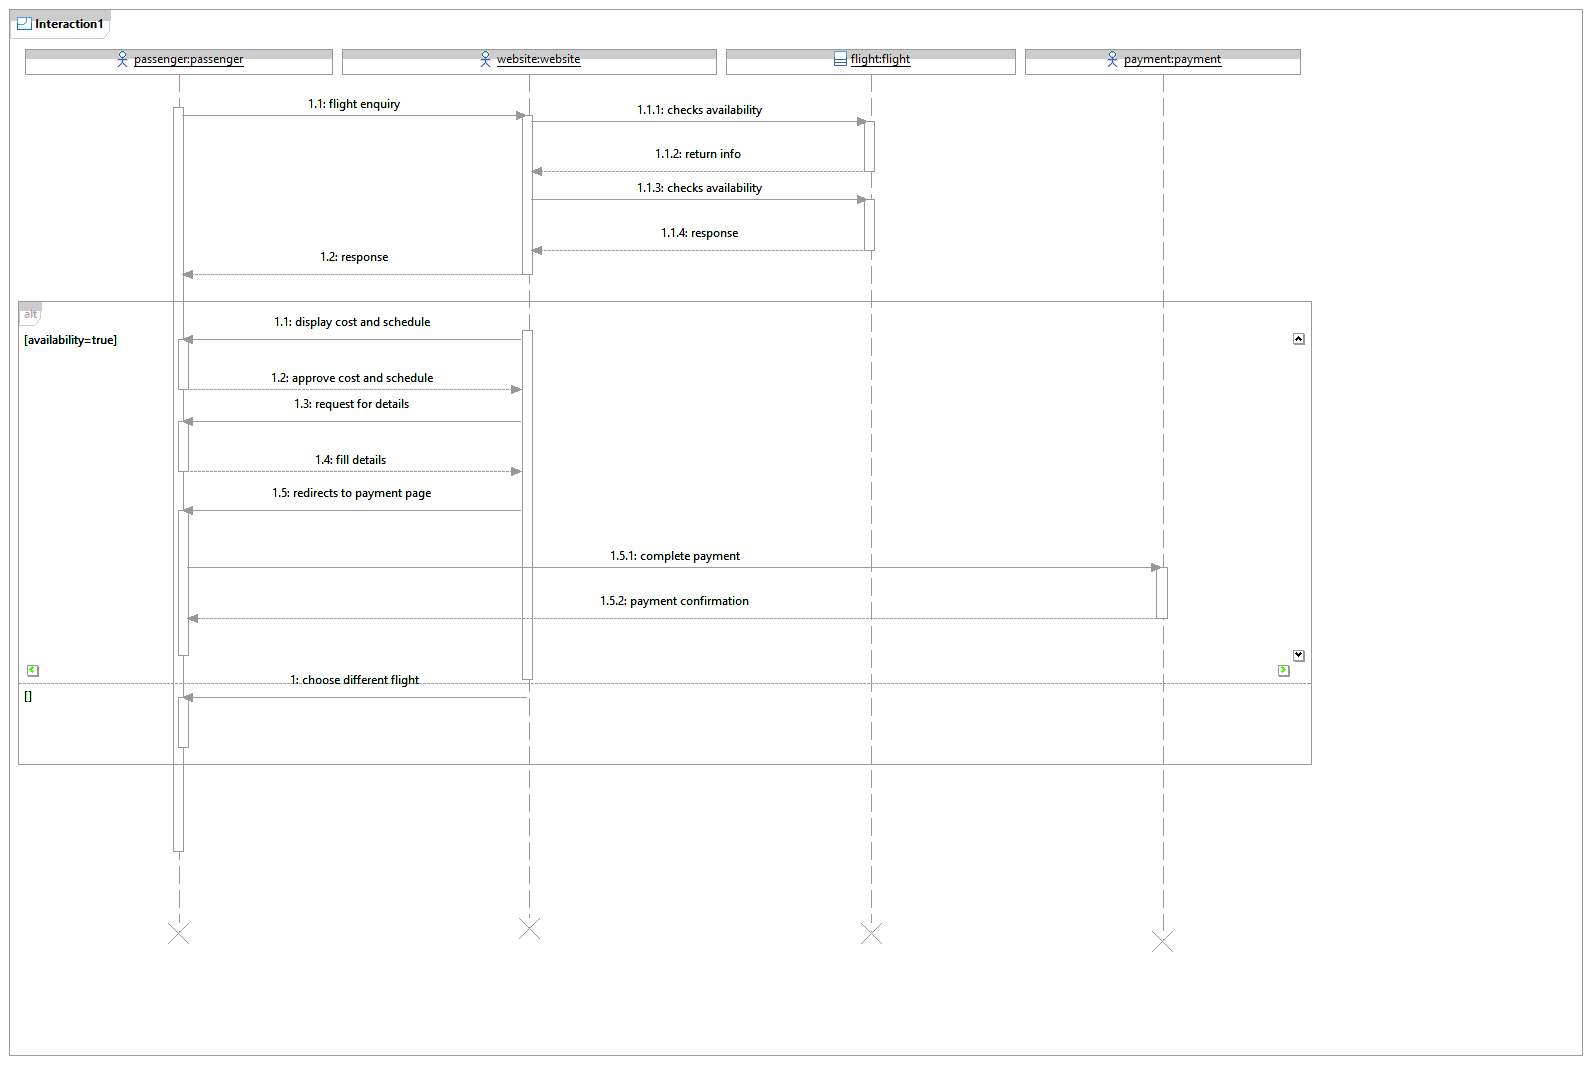 Interaction1
passenger:passenger
website:website
flight:flight
payment:payment
1.1: flight enquiry
1.1.1: checks availability
1.1.2: return info
1.1.3: checks availability
1.1.4: response
1.2: response
alt
[availability=true]
1.1: display cost and schedule
1.2: approve cost and schedule
1.3: request for details
1.4: fill details
1.5: redirects to payment page
1.5.1: complete payment
1.5.2: payment confirmation
1: choose different flight
[]